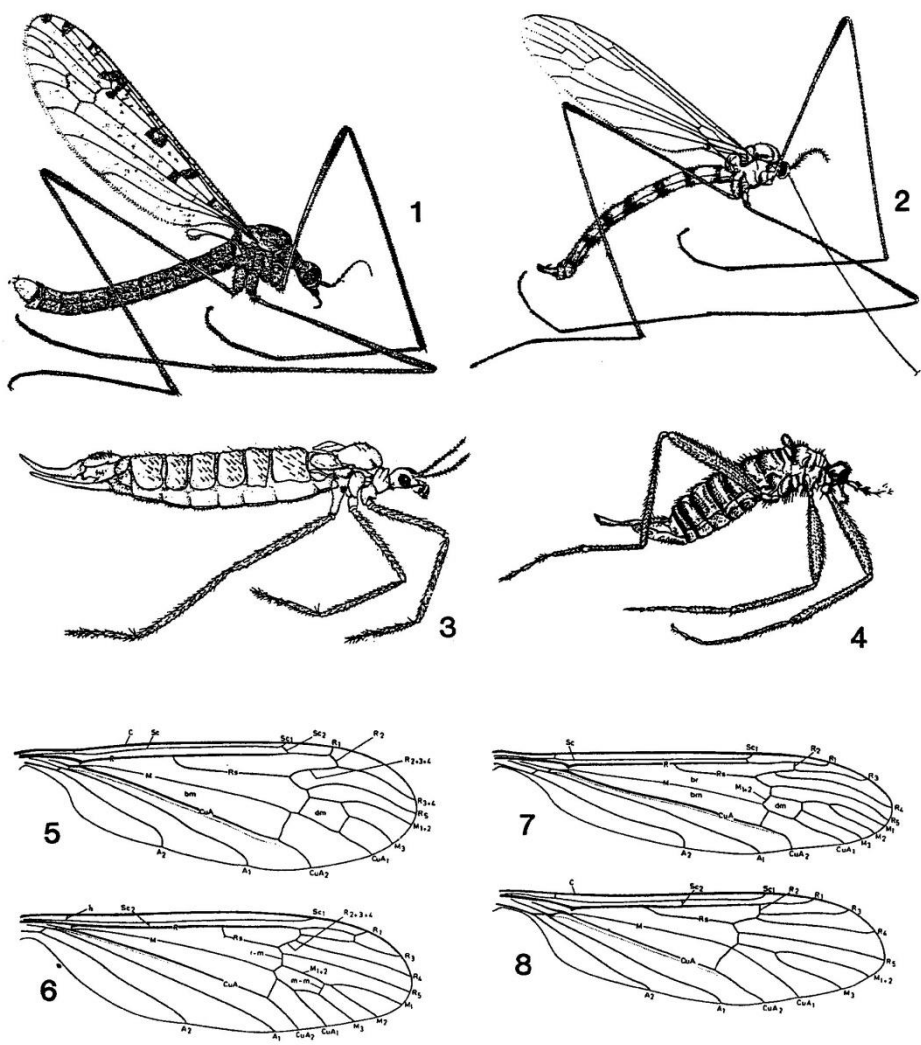 1
2
3
4
C Sc Sc2 R2
Sc1 R1
R R2+3+4
Rs
M
bm
dm
CuA
R3+4
R5
M1+2
M3
CuA1
CuA2
A1
A2
5
Sc Sc1 R2 R1
R
Rs R3
br
M M1+2
bm
dm
CuA
R4
R5
M1
M2
M3
CuA1
CuA2
A1
A2
7
h Sc2 Sc1 R2+3+4
R
Rs R2
M
r-m
R3
M1+2
m-m
CuA
R4
R5
M1
M2
M3
CuA1
CuA2
A1
A2
6
C Sc2 Sc1 R2 R1
Rs R3
M
R4
CuA
R5
M1+2
M3
CuA1
CuA2
A1
A2
8